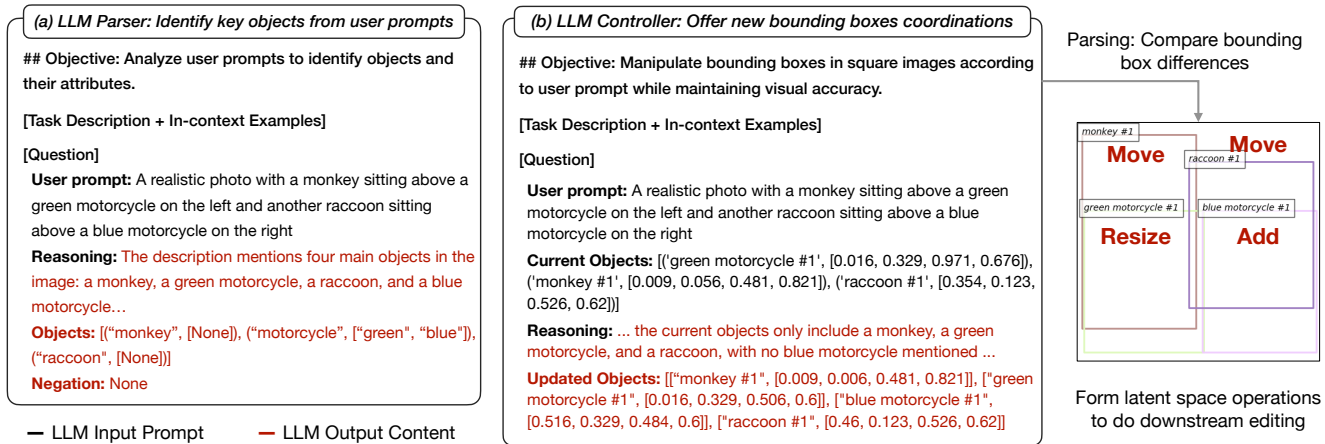 (a) LLM Parser: Identify key objects from user prompts
## Objective: Analyze user prompts to identify objects and
their attributes.
[Task Description + In-context Examples]
[Question]
User prompt: A realistic photo with a monkey sitting above a
green motorcycle on the left and another raccoon sitting
above a blue motorcycle on the right
Reasoning: The description mentions four main objects in the
image: a monkey, a green motorcycle, a raccoon, and a blue
motorcycle…
Objects: [(“monkey”, [None]), (“motorcycle”, [“green", “blue"]),
(“raccoon", [None])]
Negation: None
LLM Input Prompt
LLM Output Content
(b) LLM Controller: Offer new bounding boxes coordinations
## Objective: Manipulate bounding boxes in square images according
to user prompt while maintaining visual accuracy.
[Task Description + In-context Examples]
[Question]
User prompt: A realistic photo with a monkey sitting above a green
motorcycle on the left and another raccoon sitting above a blue
motorcycle on the right
Current Objects: [('green motorcycle #1', [0.016, 0.329, 0.971, 0.676]),
('monkey #1', [0.009, 0.056, 0.481, 0.821]), ('raccoon #1', [0.354, 0.123,
0.526, 0.62])]
Reasoning: ... the current objects only include a monkey, a green
motorcycle, and a raccoon, with no blue motorcycle mentioned ...
Updated Objects: [[“monkey #1", [0.009, 0.006, 0.481, 0.821]], ["green
motorcycle #1", [0.016, 0.329, 0.506, 0.6]], ["blue motorcycle #1",
[0.516, 0.329, 0.484, 0.6]], ["raccoon #1", [0.46, 0.123, 0.526, 0.62]]
Parsing: Compare bounding
box differences
monkey #1
Move
Move
raccoon #1
green motorcycle #1
blue motorcycle #1
Resize
Add
Form latent space operations
to do downstream editing